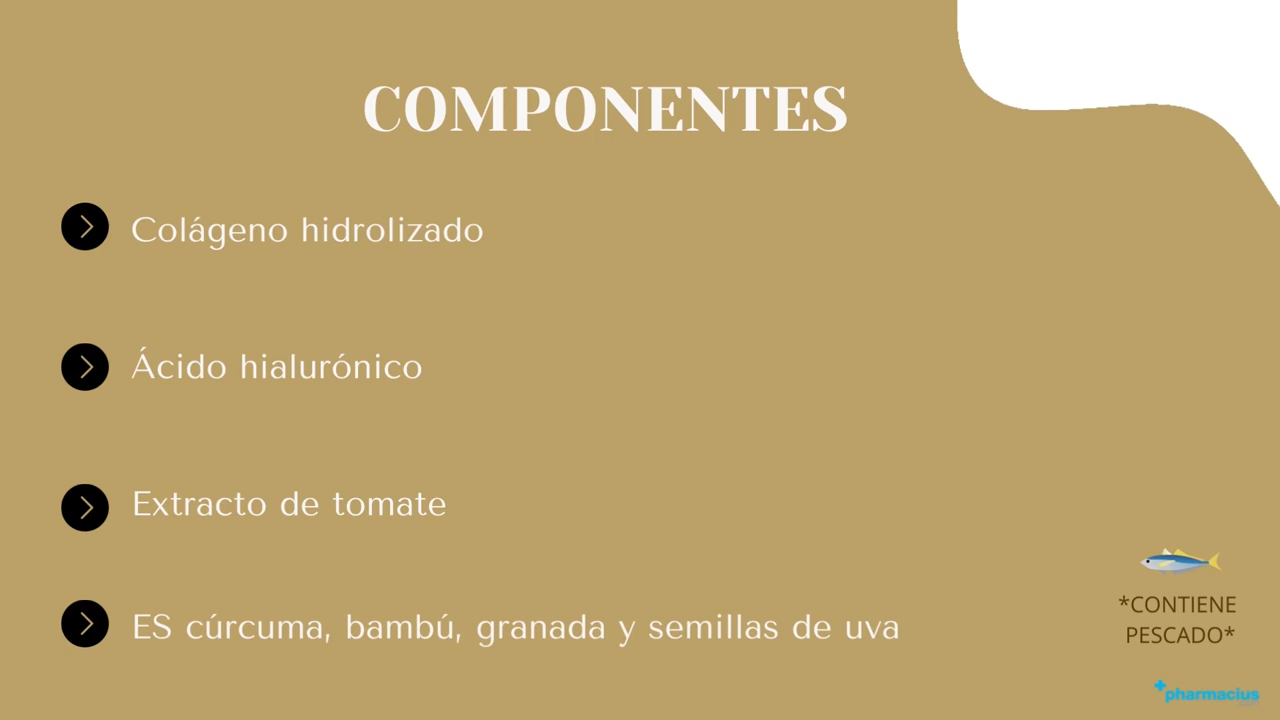 COMPONENTES
Colágeno hidrolizado
Ácido hialurónico
Extracto de tomate
ES cúrcuma, bambú, granada y semillas de uva
*CONTIENE
PESCADO*
pharmacius